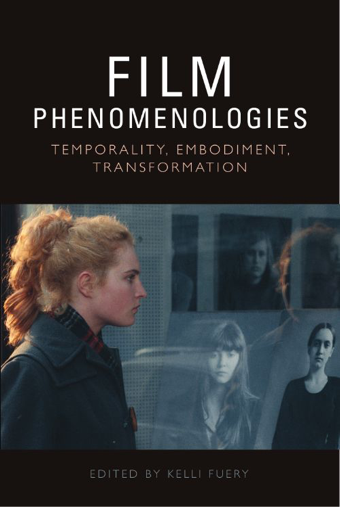 FILM
PHENOMENOLOGIES
TEMPORALITY, EMBODIMENT,
TRANSFORMATION
EDITED BY KELLI FUERY